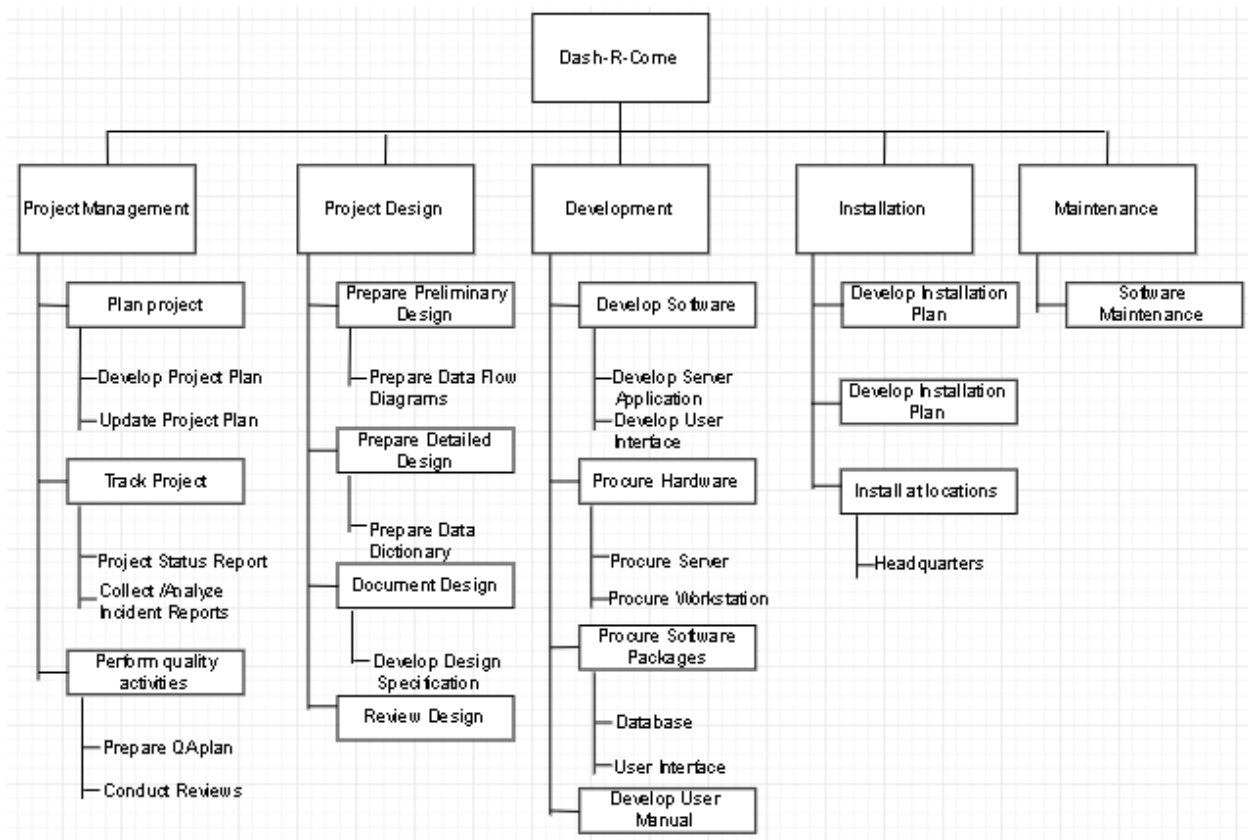 Dash-R-Come
Project Management
Project Design
Development
Installation
Maintenance
Plan project
Develop Project Plan
Update Project Plan
Track Project
Project Status Report
Collect /Analyze
Incident Reports
Perform quality
activities
Prepare QAplan
Conduct Reviews
Prepare Preliminary
Design
Prepare Data Flow
Diagrams
Prepare Detailed
Design
Prepare Data
Dictionary
Document Design
Develop Design
Specification
Review Design
Develop Software
Develop Server
Application
Develop User
Interface
Procure Hardware
Procure Server
Procure Workstation
Procure Software
Packages
Database
User Interface
Develop User
Manual
Develop Installation
Plan
Develop Installation
Plan
Install at locations
Headquarters
Software
Maintenance